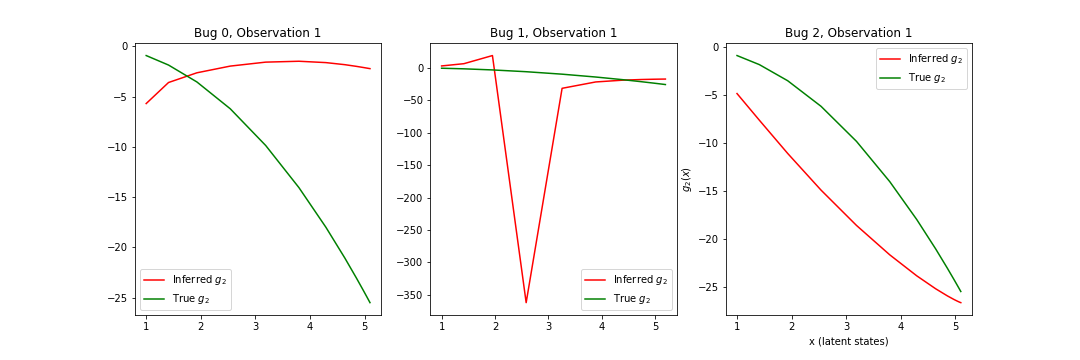 Bug 0, Observation 1
0
−5
−10
−15
−20
−25
1 2 3 4 5
Inferred g₂
True g₂
Bug 1, Observation 1
0
−50
−100
−150
−200
−250
−300
−350
1 2 3 4 5
Inferred g₂
True g₂
Bug 2, Observation 1
g₂(x)
0
−5
−10
−15
−20
−25
1 2 3 4 5
x (latent states)
Inferred g₂
True g₂